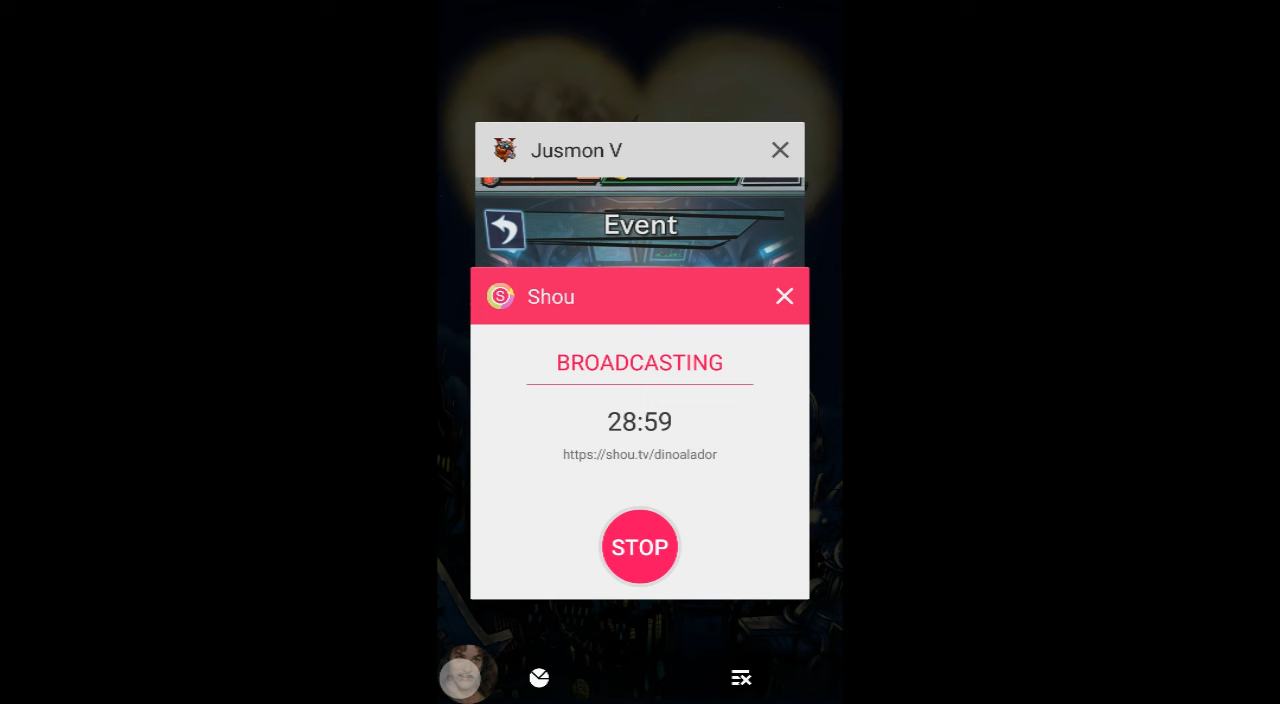 Jusmon V
Event
Shou
BROADCASTING
28:59
https://shou.tv/dinoalador
STOP